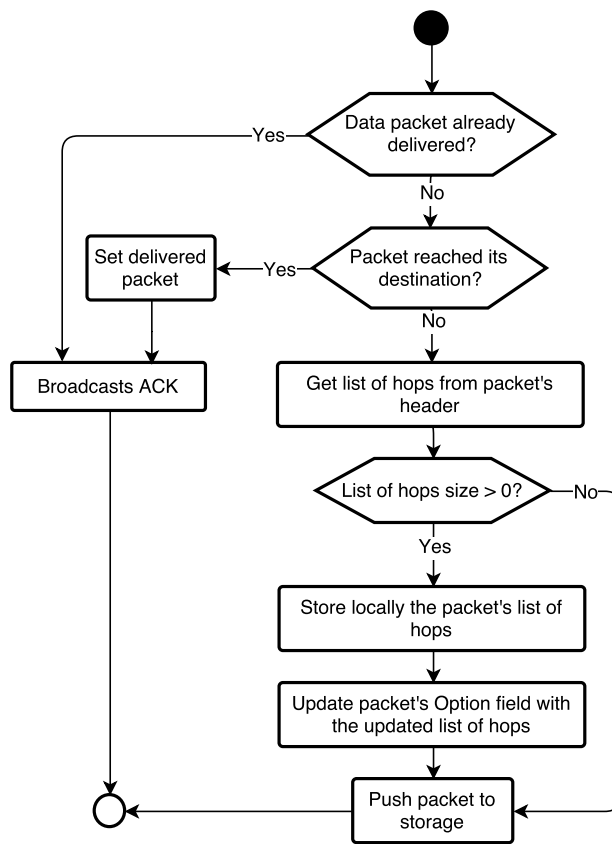 Data packet already
delivered?
Yes
No
Packet reached its
destination?
Yes
Set delivered
packet
No
Broadcasts ACK
Get list of hops from packet's
header
List of hops size > 0?
No
Yes
Store locally the packet's list of
hops
Update packet's Option field with
the updated list of hops
Push packet to
storage